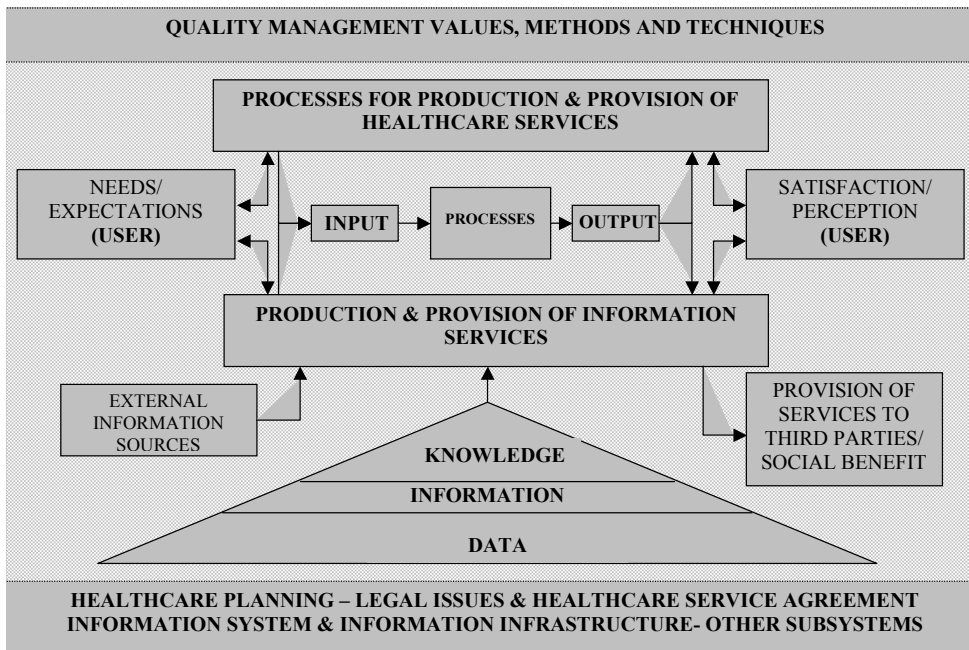 QUALITY MANAGEMENT VALUES, METHODS AND TECHNIQUES
PROCESSES FOR PRODUCTION & PROVISION OF
HEALTHCARE SERVICES
NEEDS/
EXPECTATIONS
(USER)
INPUT
PROCESSES
OUTPUT
SATISFACTION/
PERCEPTION
(USER)
PRODUCTION & PROVISION OF INFORMATION
SERVICES
EXTERNAL
INFORMATION
SOURCES
PROVISION OF
SERVICES TO
THIRD PARTIES/
SOCIAL BENEFIT
KNOWLEDGE
INFORMATION
DATA
HEALTHCARE PLANNING – LEGAL ISSUES & HEALTHCARE SERVICE AGREEMENT
INFORMATION SYSTEM & INFORMATION INFRASTRUCTURE- OTHER SUBSYSTEMS